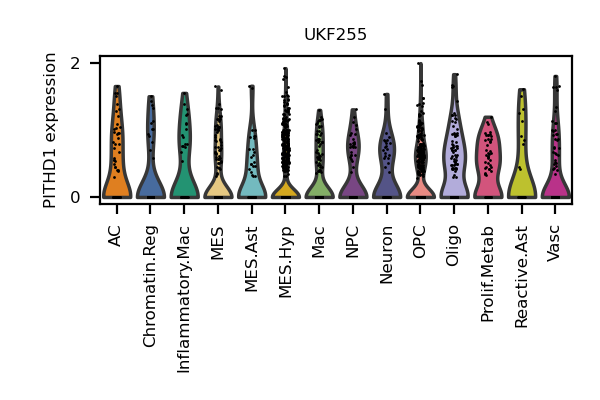 UKF255
PITHD1 expression
2
0
AC
Chromatin.Reg
Inflammatory.Mac
MES
MES.Ast
MES.Hyp
Mac
NPC
Neuron
OPC
Oligo
Prolif.Metab
Reactive.Ast
Vasc